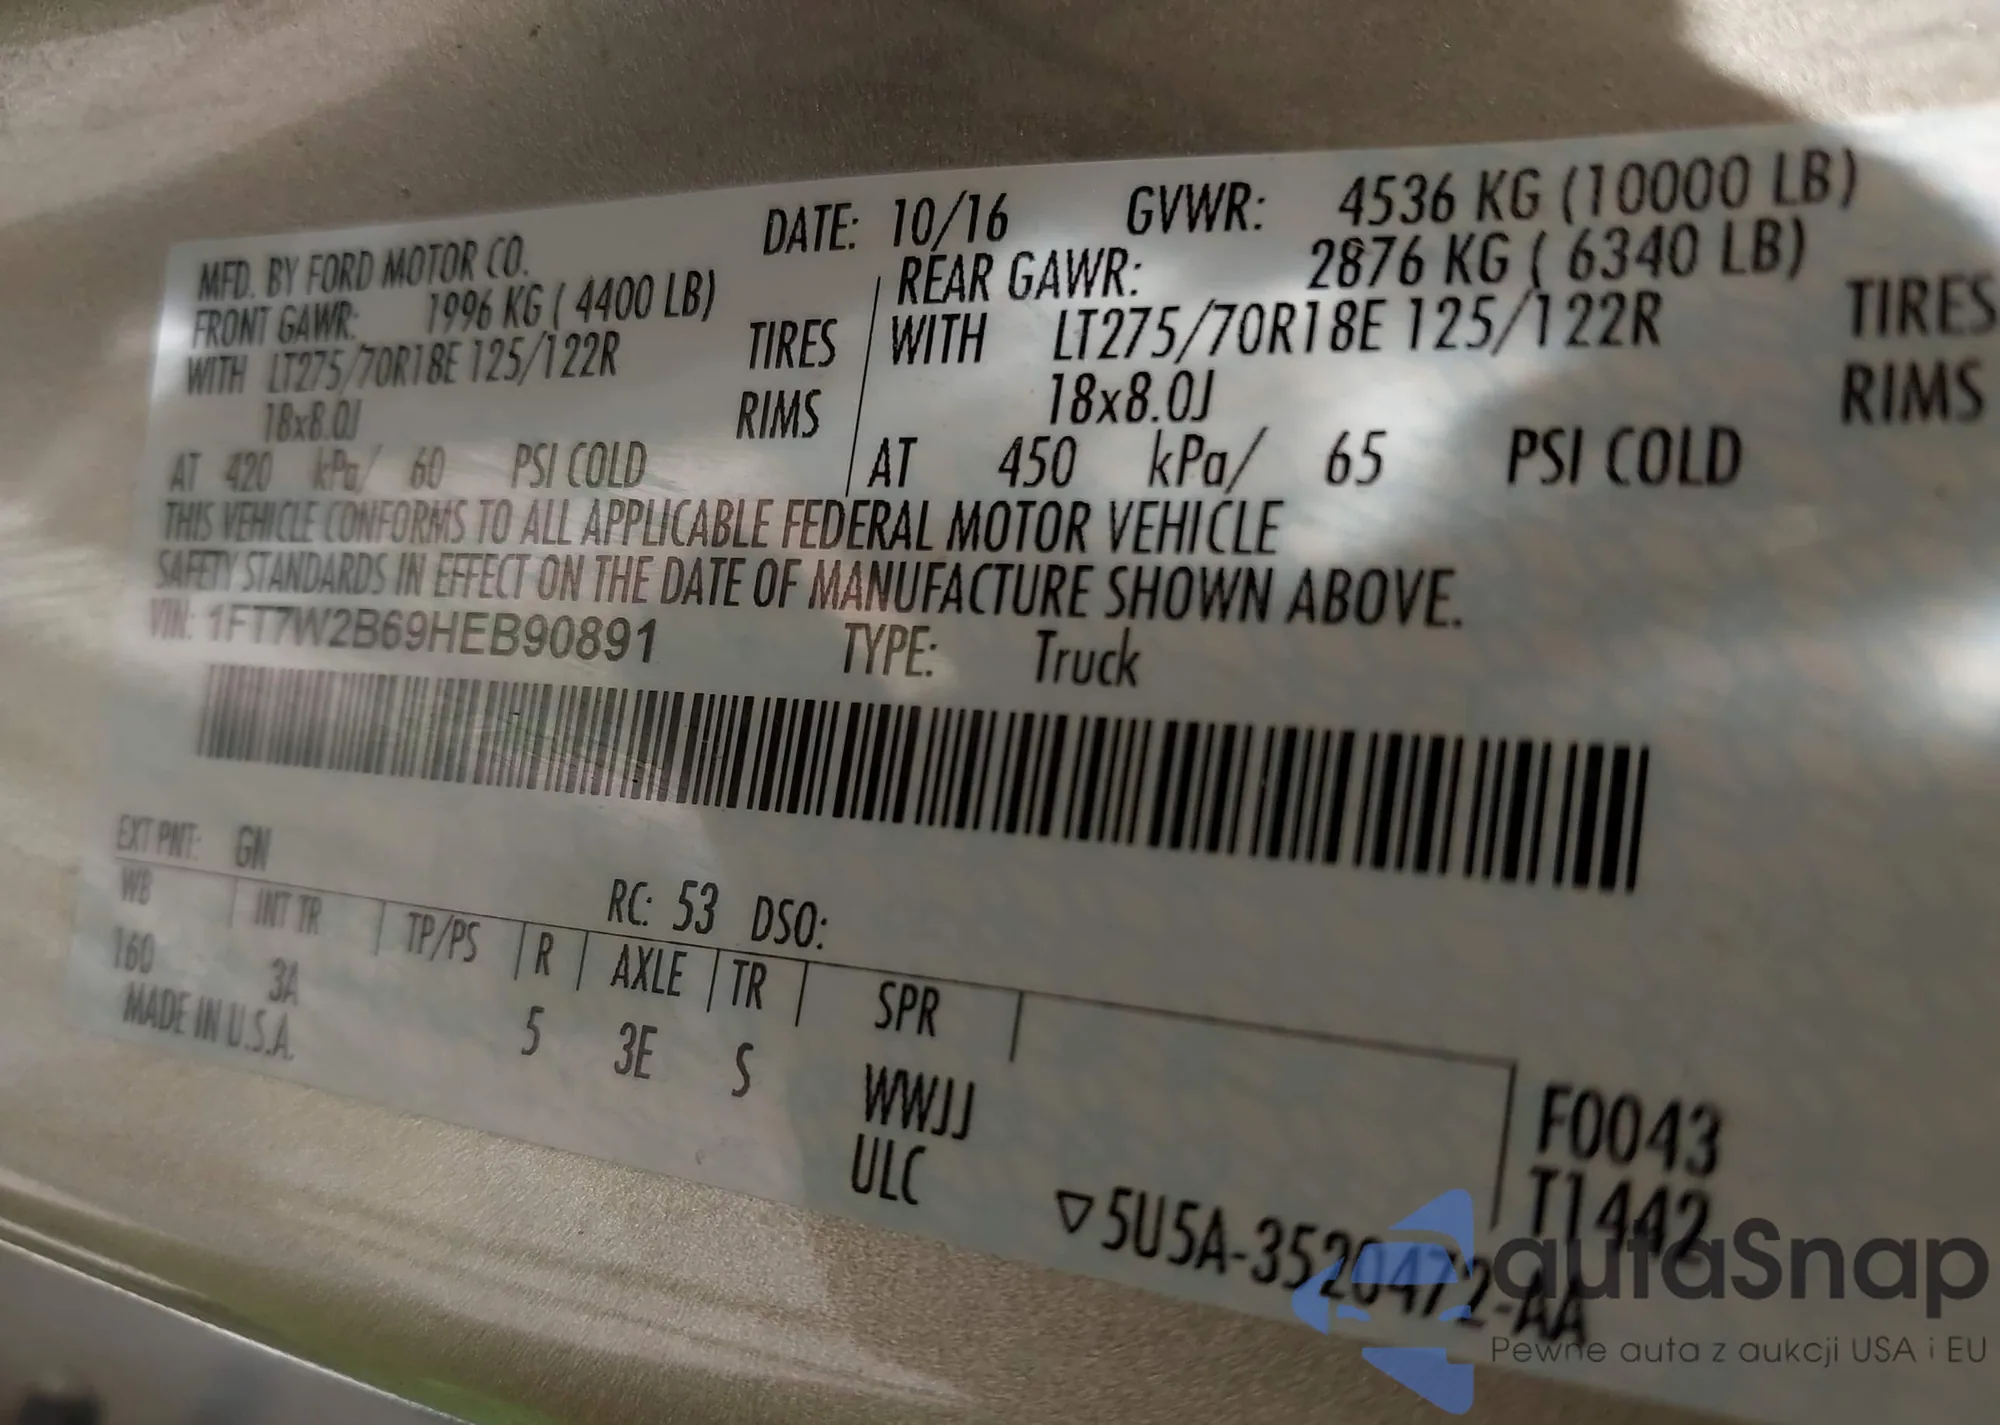 MFD. BY FORD MOTOR CO.
DATE: 10/16 GVWR: 4536 KG (10000 LB)
FRONT GAWR: 1996 KG ( 4400 LB)
REAR GAWR: 2876 KG ( 6340 LB)
WITH LT275/70R18E 125/122R TIRES
WITH LT275/70R18E 125/122R TIRES
18x8.0J RIMS
18x8.0J RIMS
AT 420 kPa/ 60 PSI COLD
AT 450 kPa/ 65 PSI COLD
THIS VEHICLE CONFORMS TO ALL APPLICABLE FEDERAL MOTOR VEHICLE
SAFETY STANDARDS IN EFFECT ON THE DATE OF MANUFACTURE SHOWN ABOVE.
VIN: 1FT7W2B69HEB90891 TYPE: Truck
EXT PNT: GN RC: 53 DSO:
WB INT TR TP/PS R AXLE TR SPR
160 3A 5 3E S WWJJ
MADE IN U.S.A. ULC
F0043
T1442
▽5U5A-3520472-AA
autaSnap
Pewne auta z aukcji USA i EU